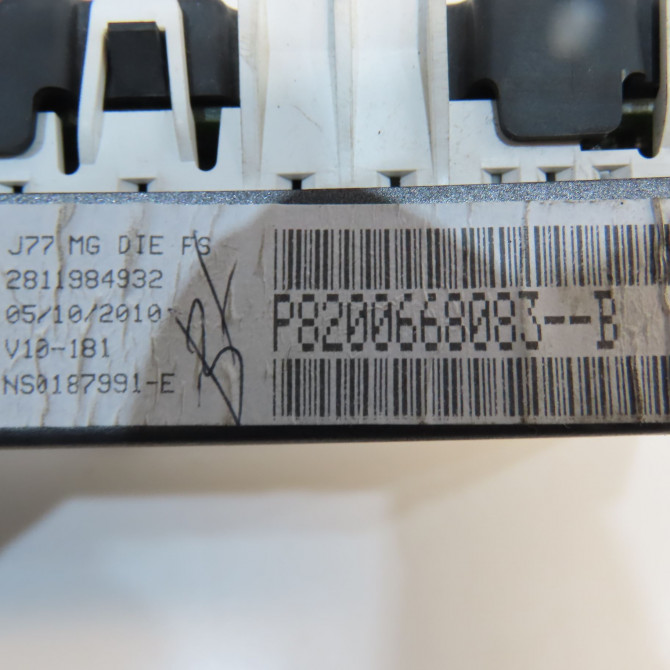 J77 MG DIE FS
2811984932
05/10/2010
V10-181
NS0187991-E
P8200668083--B